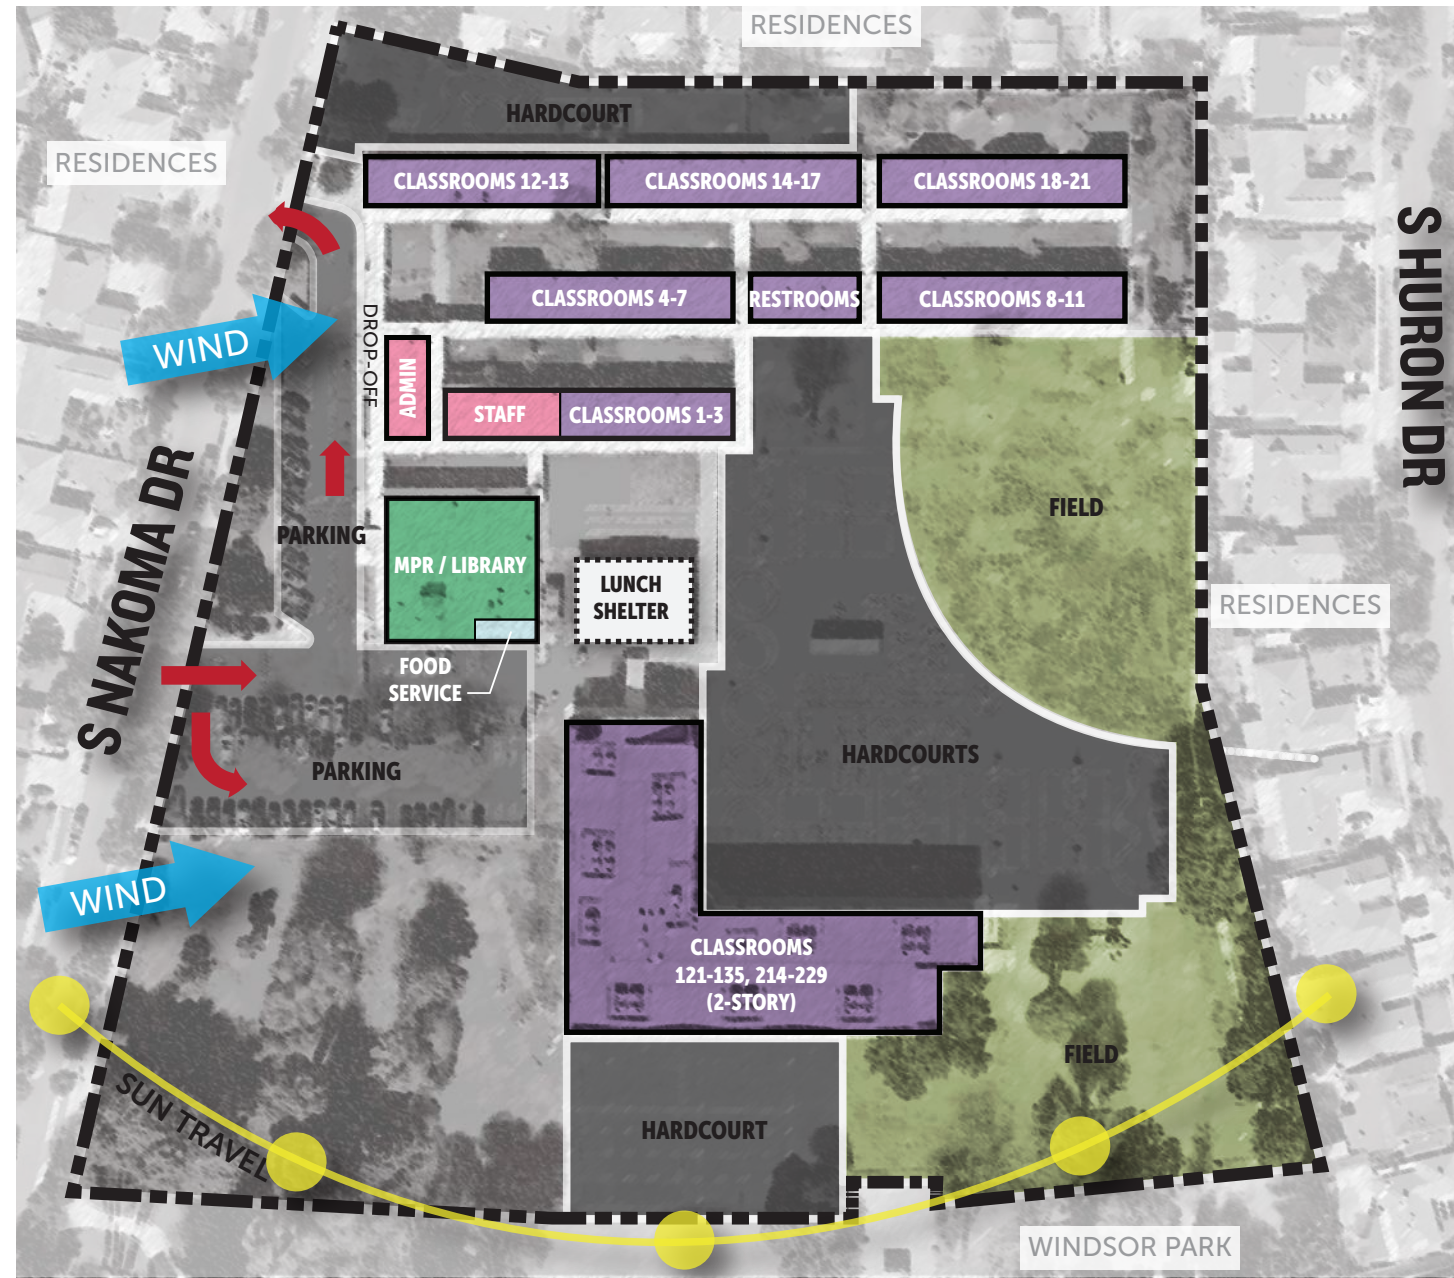 RESIDENCES
HARDCOURT
RESIDENCES
CLASSROOMS 12-13
CLASSROOMS 14-17
CLASSROOMS 18-21
S HURON DR
CLASSROOMS 4-7
RESTROOMS
CLASSROOMS 8-11
WIND
DROP-OFF
ADMIN
STAFF
CLASSROOMS 1-3
S NAKOMA DR
FIELD
PARKING
MPR / LIBRARY
LUNCH
SHELTER
RESIDENCES
FOOD
SERVICE
HARDCOURTS
PARKING
WIND
CLASSROOMS
121-135, 214-229
(2-STORY)
FIELD
SUN TRAVEL
HARDCOURT
WINDSOR PARK